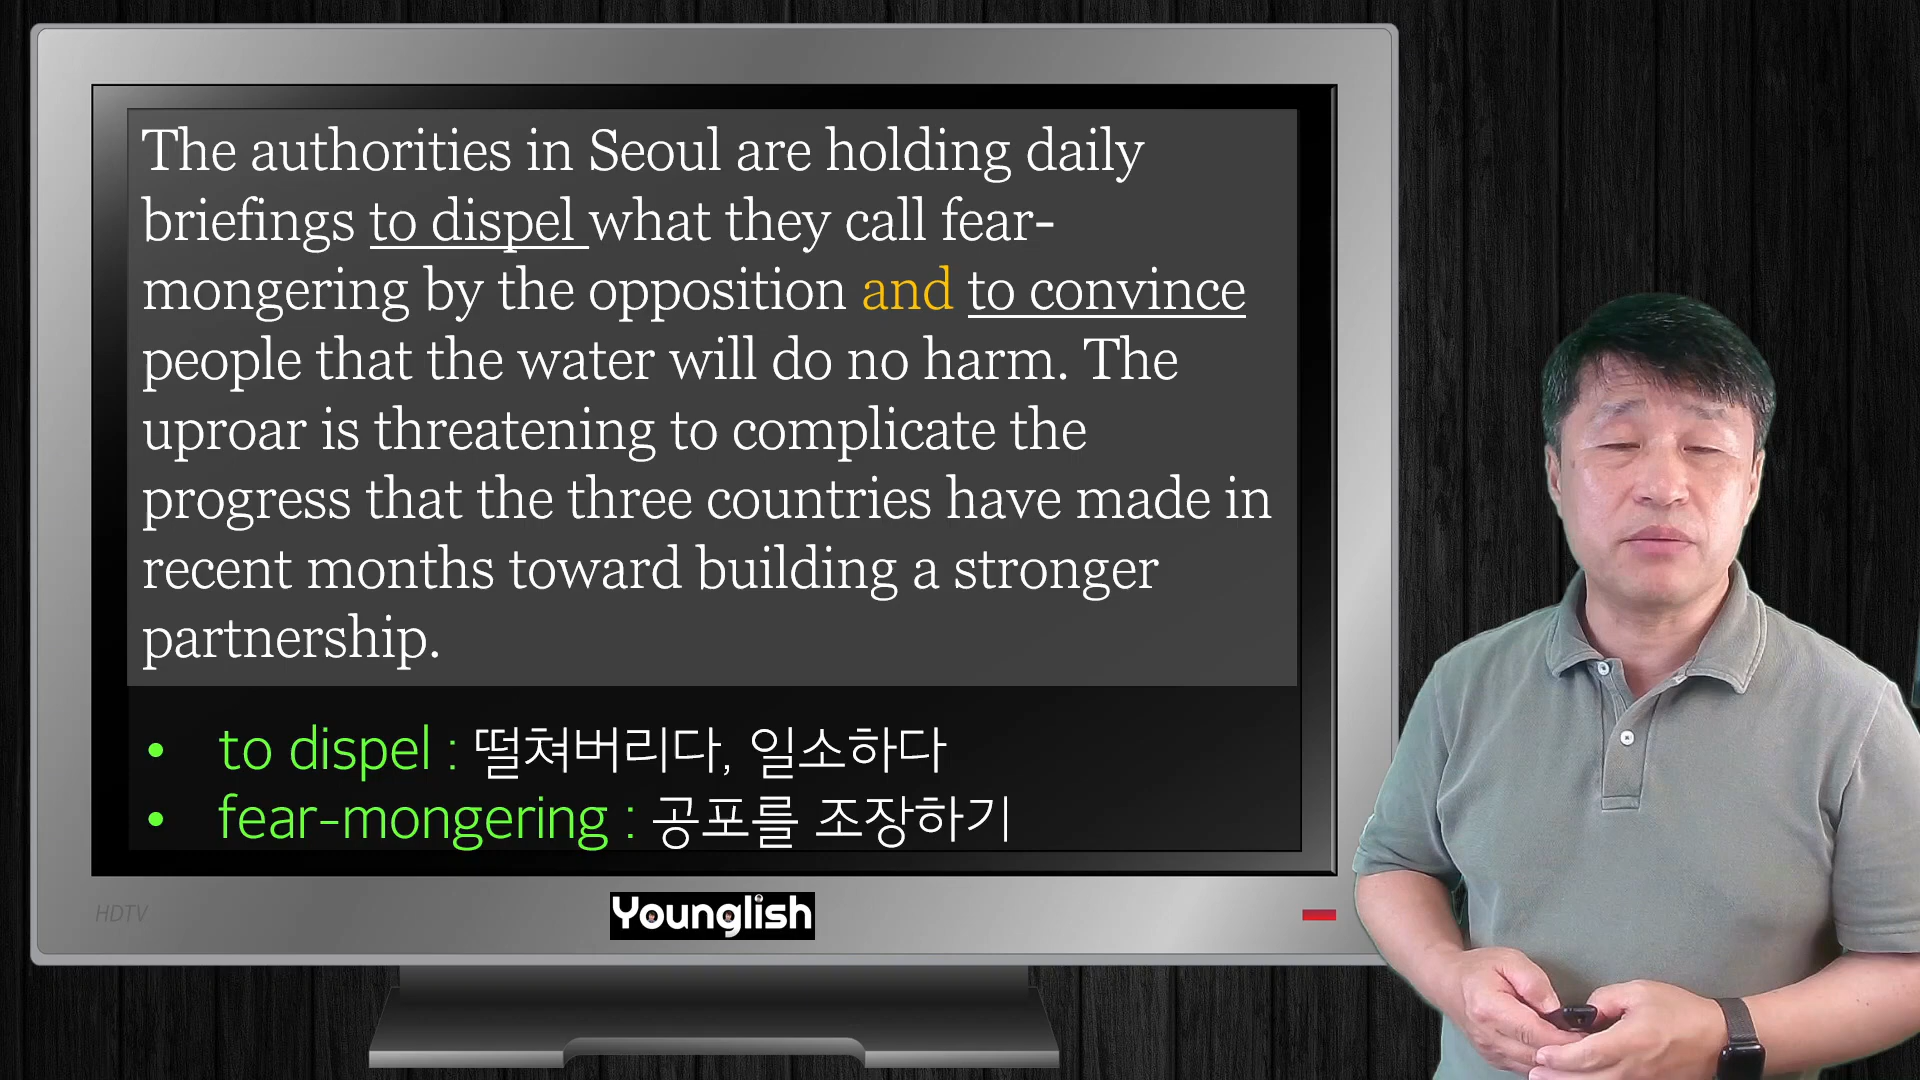 The authorities in Seoul are holding daily
briefings to dispel what they call fear-
mongering by the opposition and to convince
people that the water will do no harm. The
uproar is threatening to complicate the
progress that the three countries have made in
recent months toward building a stronger
partnership.
• to dispel : 떨쳐버리다, 일소하다
• fear-mongering : 공포를 조장하기
HDTV
Younglish